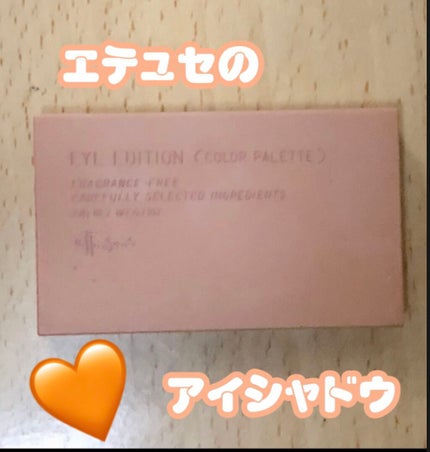 エテュセの
EYE EDITION (COLOR PALETTE)
FRAGRANCE-FREE
CAREFULLY SELECTED INGREDIENTS
ettusais
アイシャドウ